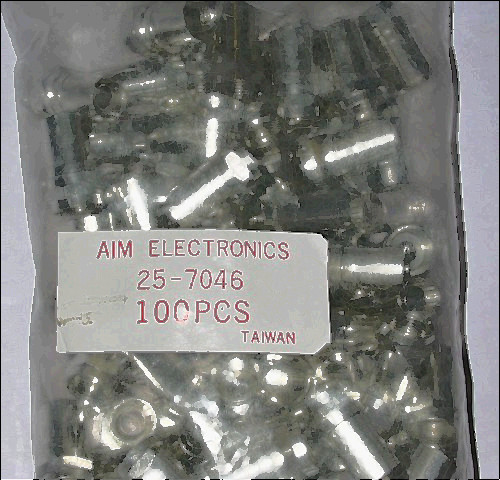 AIM ELECTRONICS
25-7046
100PCS
TAIWAN